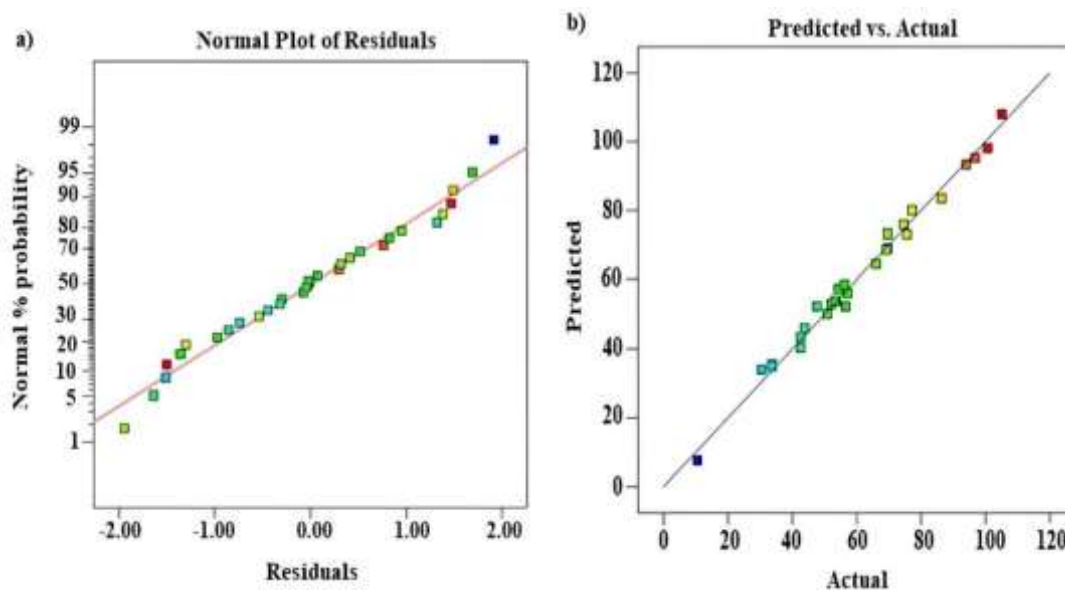 a)
Normal Plot of Residuals
Normal % probability
99
95
90
80
70
50
30
20
10
5
1
-2.00 -1.00 0.00 1.00 2.00
Residuals
b)
Predicted vs. Actual
Predicted
120
100
80
60
40
20
0
0 20 40 60 80 100 120
Actual